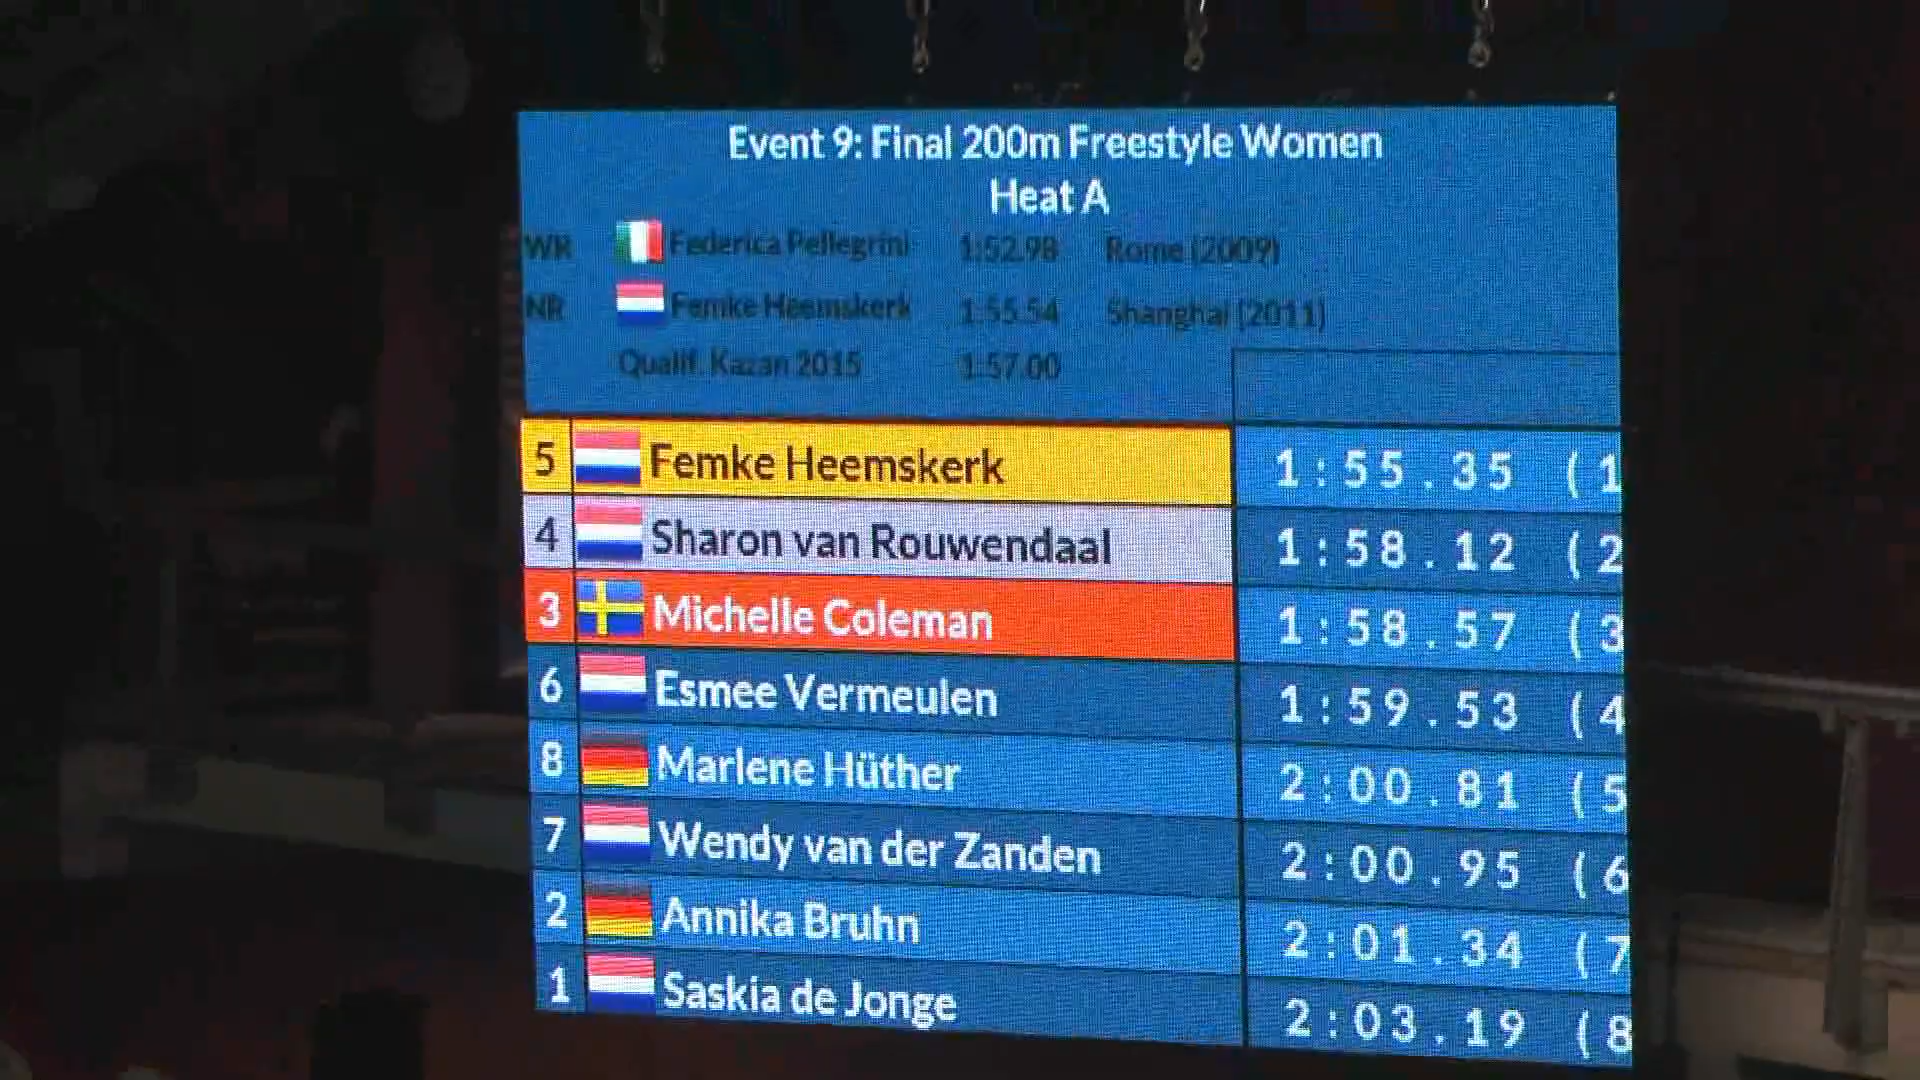 Event 9: Final 200m Freestyle Women
Heat A
WR Federica Pellegrini 1:52.98 Rome (2009)
NR Femke Heemskerk 1:55.54 Shanghai (2011)
Qualif. Kazan 2015 1:57.00
5 Femke Heemskerk 1:55.35 (1
4 Sharon van Rouwendaal 1:58.12 (2
3 Michelle Coleman 1:58.57 (3
6 Esmee Vermeulen 1:59.53 (4
8 Marlene Hüther 2:00.81 (5
7 Wendy van der Zanden 2:00.95 (6
2 Annika Bruhn 2:01.34 (7
1 Saskia de Jonge 2:03.19 (8